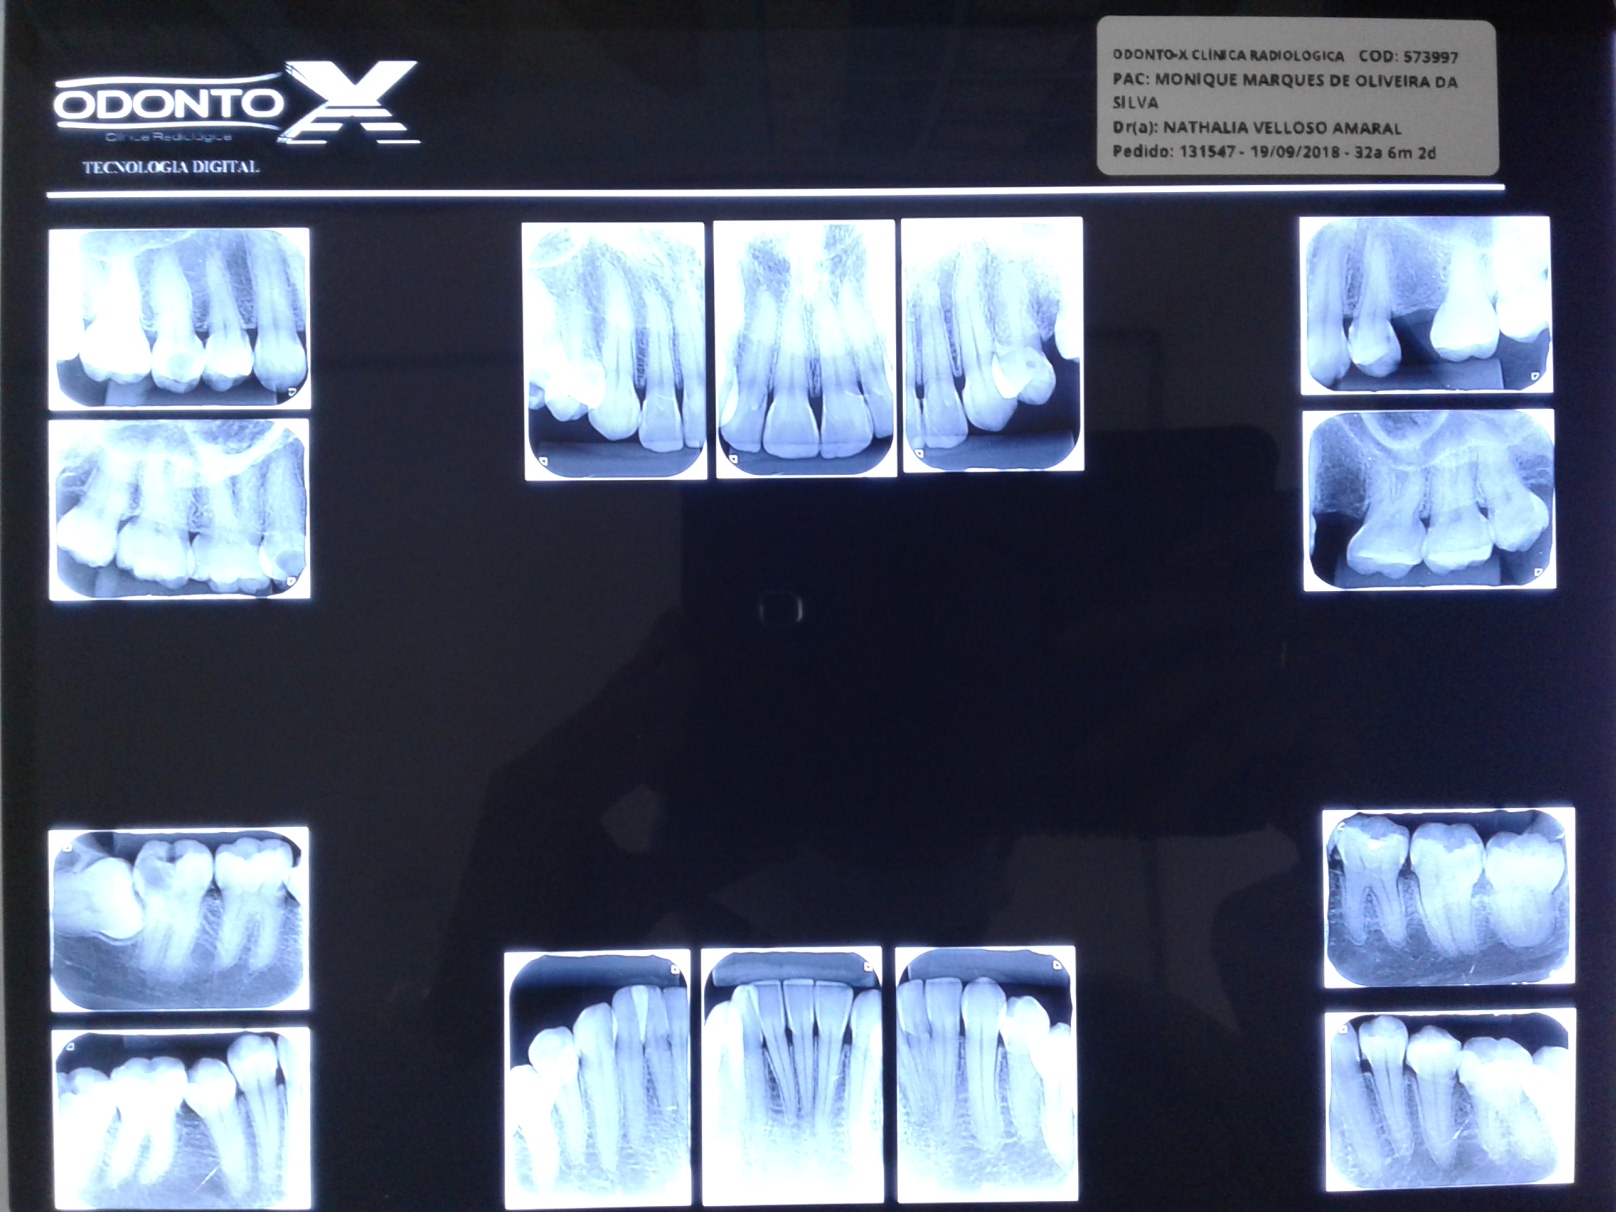 ODONTO X
Clínica Radiológica
TECNOLOGIA DIGITAL
ODONTO-X CLÍNICA RADIOLOGICA COD: 573997
PAC: MONIQUE MARQUES DE OLIVEIRA DA
SILVA
Dr(a): NATHALIA VELLOSO AMARAL
Pedido: 131547 - 19/09/2018 - 32a 6m 2d